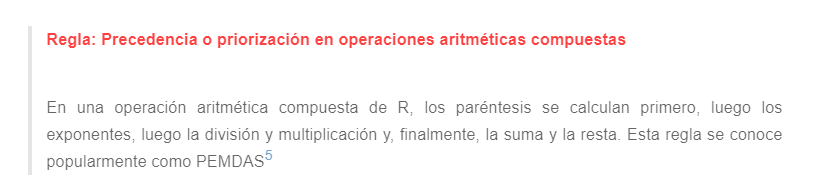 Regla: Precedencia o priorización en operaciones aritméticas compuestas
En una operación aritmética compuesta de R, los paréntesis se calculan primero, luego los
exponentes, luego la división y multiplicación y, finalmente, la suma y la resta. Esta regla se conoce
popularmente como PEMDAS5